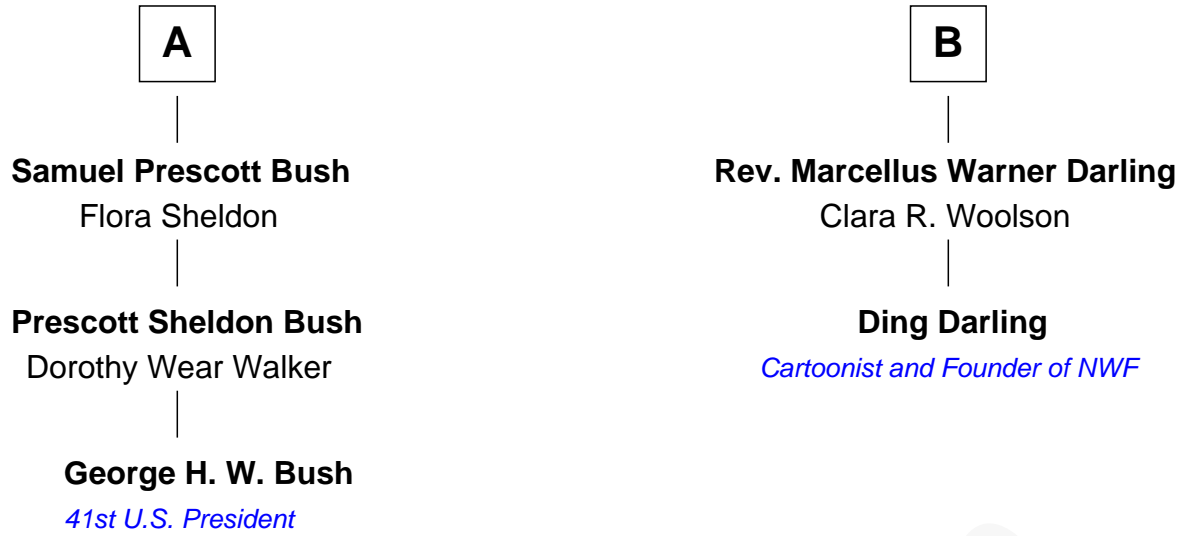 A
Samuel Prescott Bush
Flora Sheldon
Prescott Sheldon Bush
Dorothy Wear Walker
George H. W. Bush
41st U.S. President
B
Rev. Marcellus Warner Darling
Clara R. Woolson
Ding Darling
Cartoonist and Founder of NWF